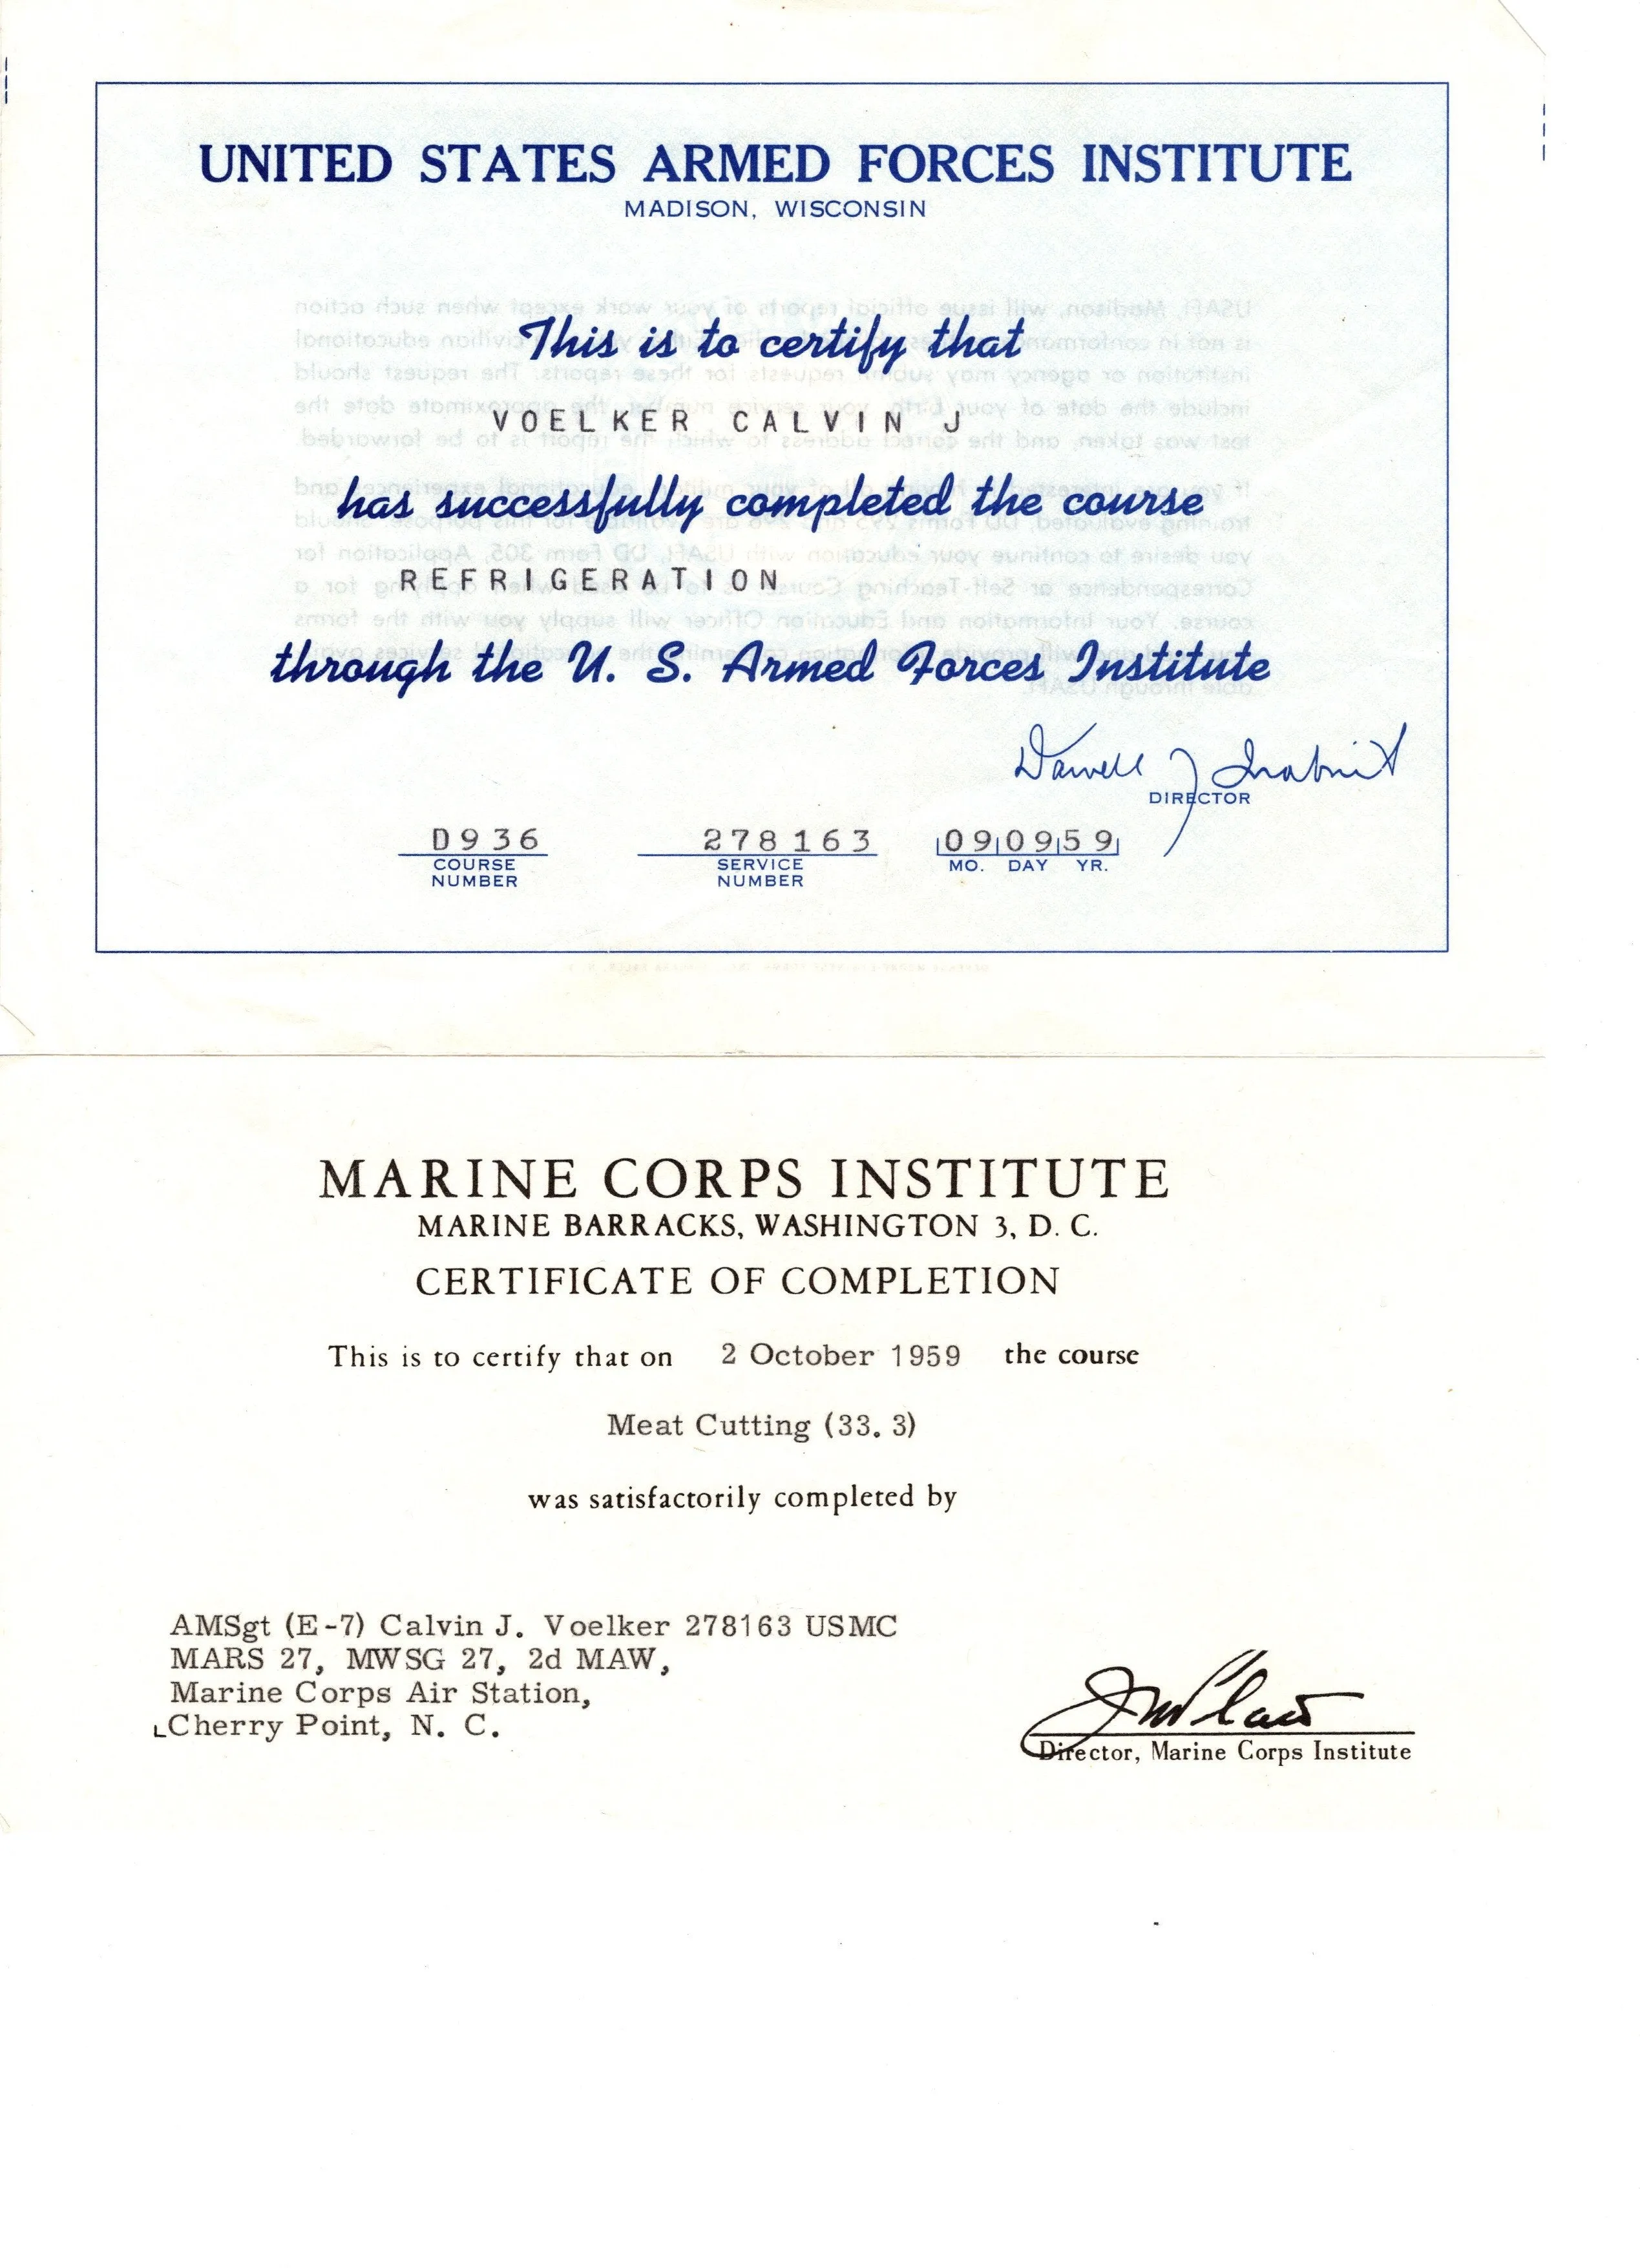 UNITED STATES ARMED FORCES INSTITUTE
MADISON, WISCONSIN
This is to certify that
VOELKER CALVIN J
has successfully completed the course
REFRIGERATION
through the U. S. Armed Forces Institute
DIRECTOR
D936 278163 09 09 59
COURSE NUMBER SERVICE NUMBER MO. DAY YR.
MARINE CORPS INSTITUTE
MARINE BARRACKS, WASHINGTON 3, D. C.
CERTIFICATE OF COMPLETION
This is to certify that on 2 October 1959 the course
Meat Cutting (33. 3)
was satisfactorily completed by
AMSgt (E-7) Calvin J. Voelker 278163 USMC
MARS 27, MWSG 27, 2d MAW,
Marine Corps Air Station,
Cherry Point, N. C.
Director, Marine Corps Institute